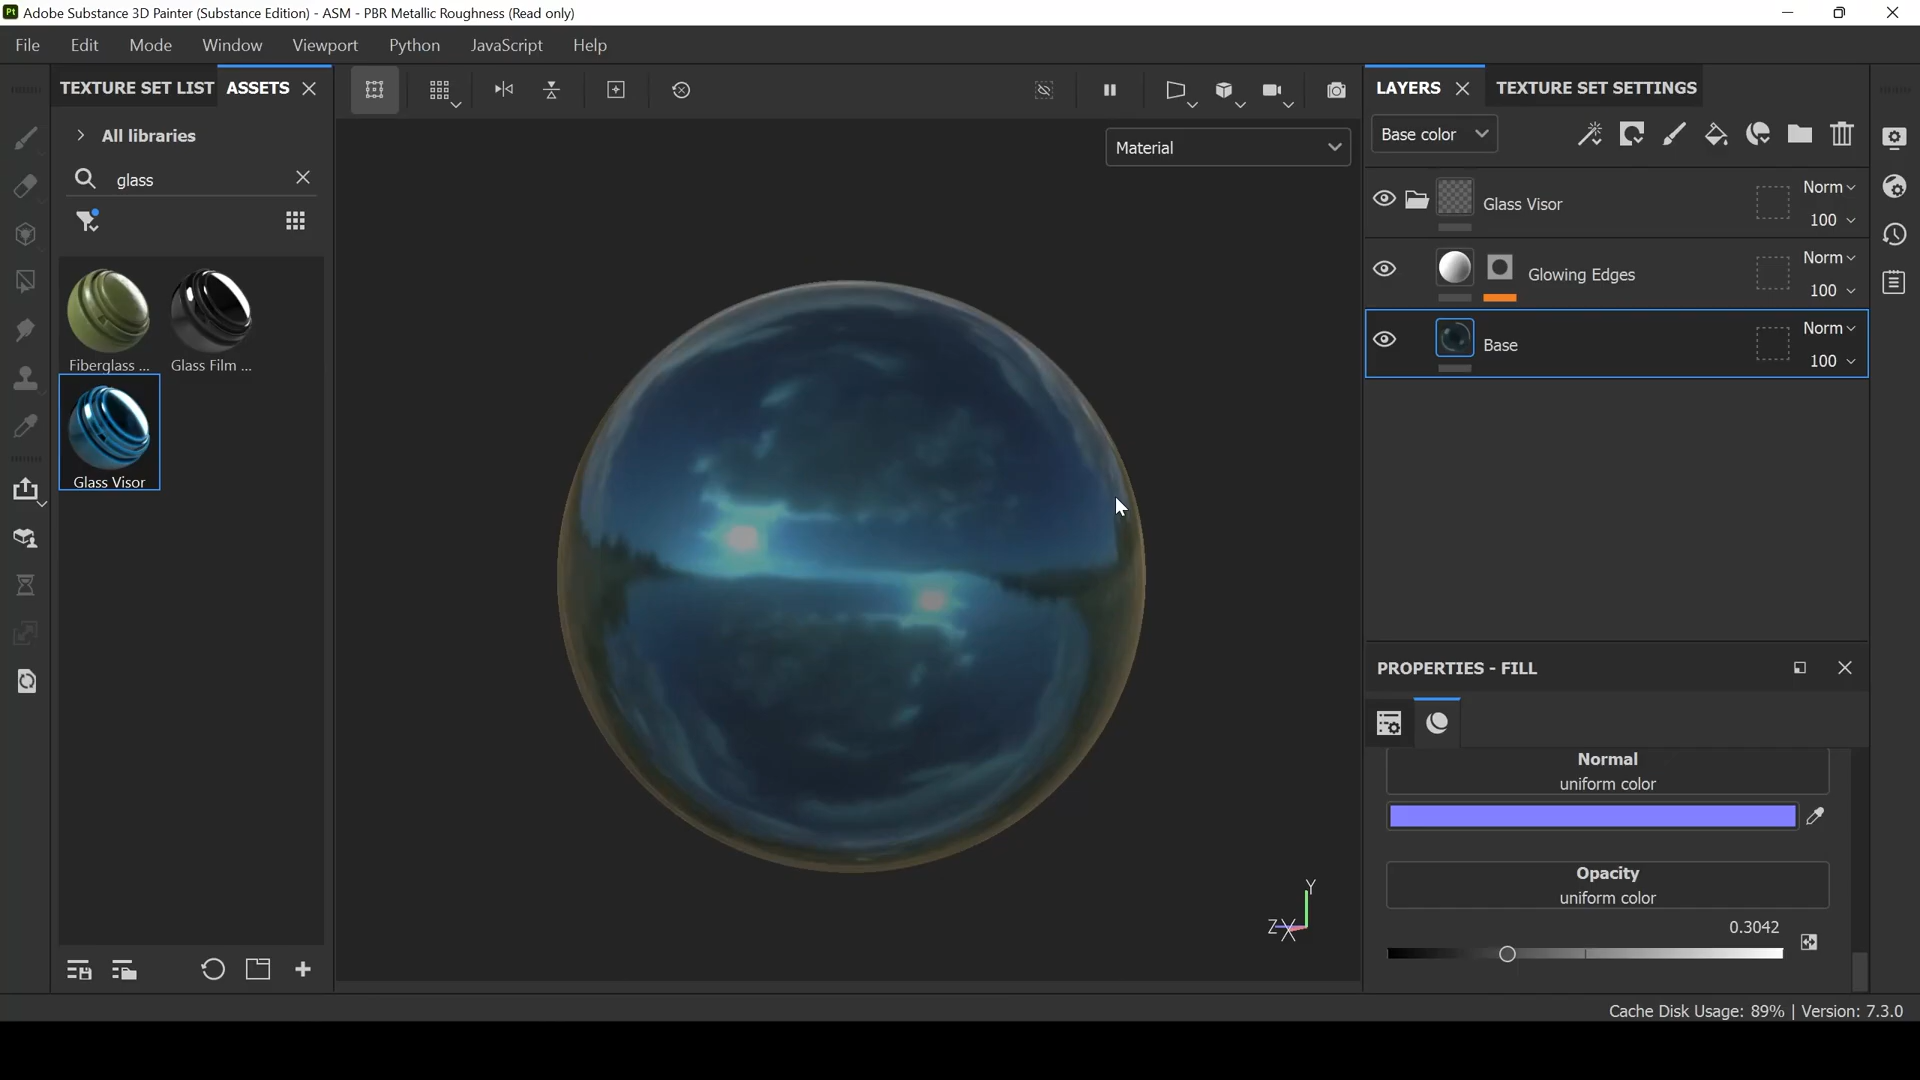 Pt Adobe Substance 3D Painter (Substance Edition) - ASM - PBR Metallic Roughness (Read only)
File Edit Mode Window Viewport Python JavaScript Help
TEXTURE SET LIST ASSETS
All libraries
glass
Fiberglass ... Glass Film ...
Glass Visor
Material
Y
Z X
LAYERS TEXTURE SET SETTINGS
Base color
Glass Visor Norm
100
Glowing Edges Norm
100
Base Norm
100
PROPERTIES - FILL
Normal
uniform color
Opacity
uniform color
0.3042
Cache Disk Usage: 89% | Version: 7.3.0